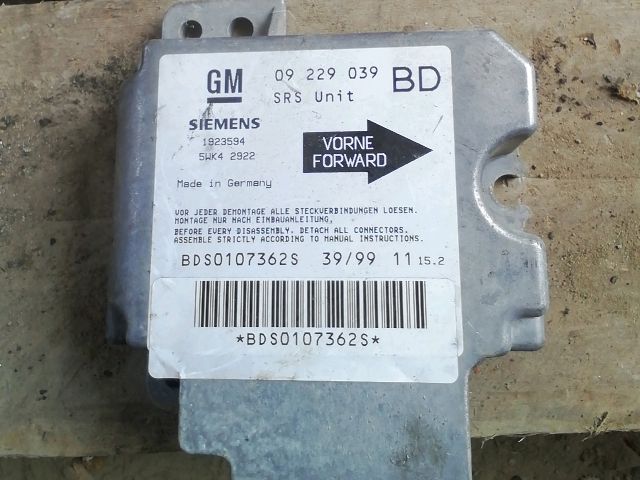 GM 09 229 039 BD
SRS Unit
SIEMENS
1923594
5WK4 2922
VORNE
FORWARD
Made in Germany
VOR JEDER DEMONTAGE ALLE STECKVERBINDUNGEN LOESEN.
MONTAGE NUR NACH EINBAUANLEITUNG.
BEFORE EVERY DISASSEMBLY, DETACH ALL CONNECTORS.
ASSEMBLE STRICTLY ACCORDING TO MANUAL INSTRUCTIONS.
BDS0107362S 39/99 11 15.2
*BDS0107362S*